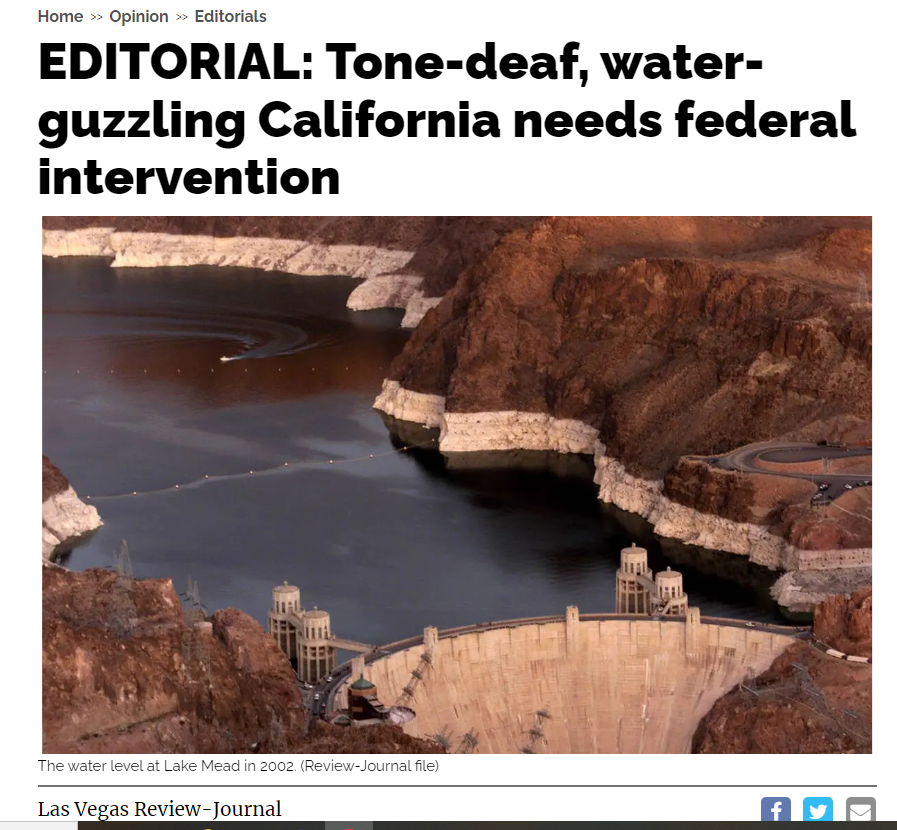 Home >> Opinion >> Editorials
EDITORIAL: Tone-deaf, water-
guzzling California needs federal
intervention
The water level at Lake Mead in 2002. (Review-Journal file)
Las Vegas Review-Journal